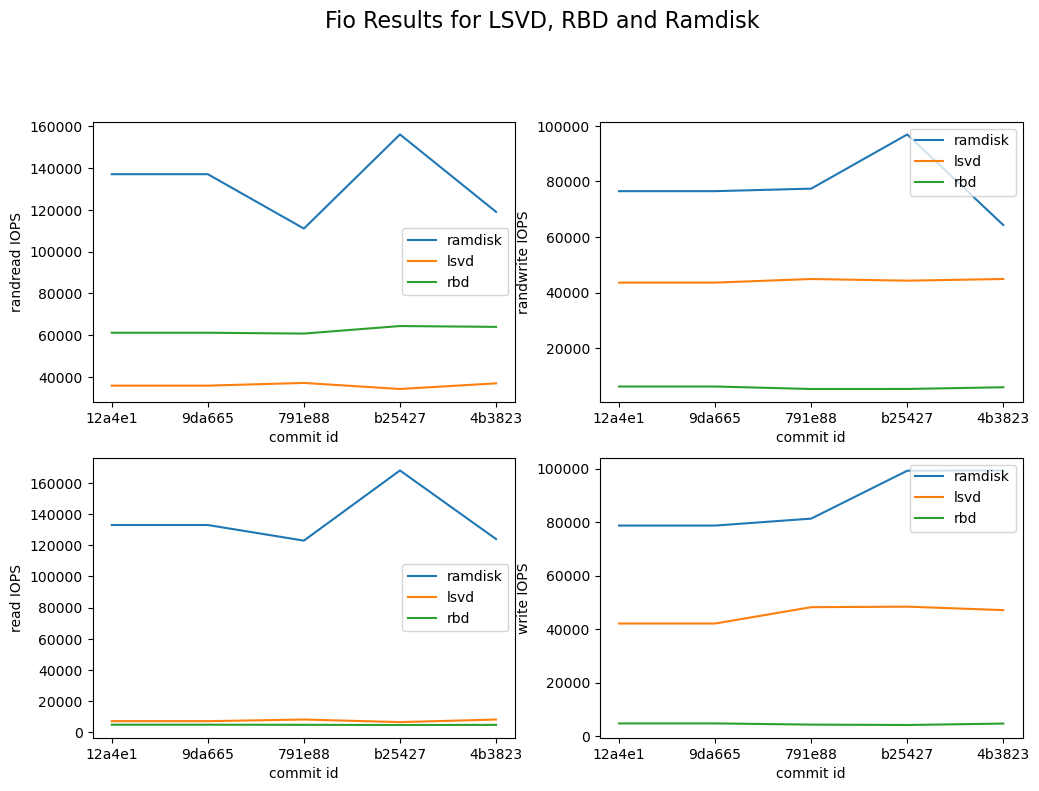 Fio Results for LSVD, RBD and Ramdisk
randread IOPS
160000
140000
120000
100000
80000
60000
40000
ramdisk
lsvd
rbd
12a4e1 9da665 791e88 b25427 4b3823
commit id
randwrite IOPS
100000
80000
60000
40000
20000
ramdisk
lsvd
rbd
12a4e1 9da665 791e88 b25427 4b3823
commit id
read IOPS
160000
140000
120000
100000
80000
60000
40000
20000
0
ramdisk
lsvd
rbd
12a4e1 9da665 791e88 b25427 4b3823
commit id
write IOPS
100000
80000
60000
40000
20000
0
ramdisk
lsvd
rbd
12a4e1 9da665 791e88 b25427 4b3823
commit id